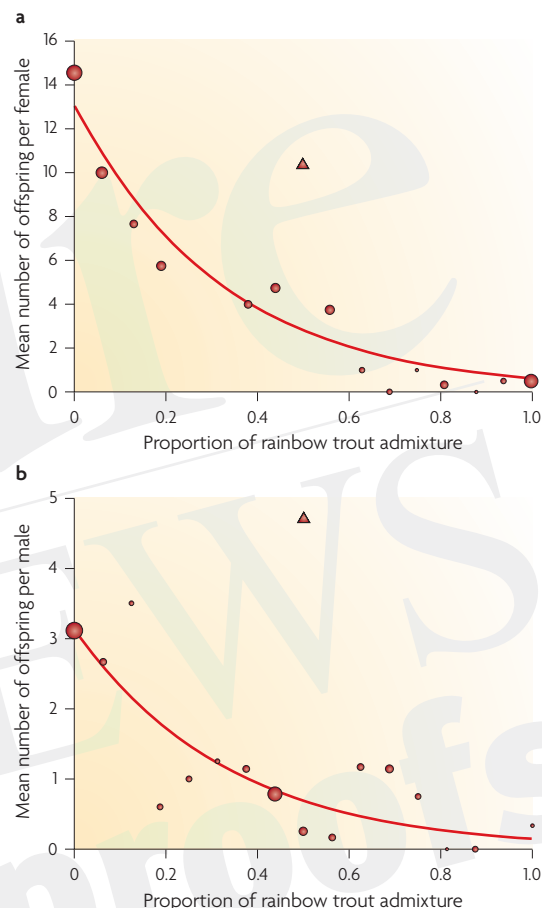 a
16
14
12
10
8
6
4
2
0
Mean number of offspring per female
0 0.2 0.4 0.6 0.8 1.0
Proportion of rainbow trout admixture
b
5
4
3
2
1
0
Mean number of offspring per male
0 0.2 0.4 0.6 0.8 1.0
Proportion of rainbow trout admixture
re
EWS
proofs